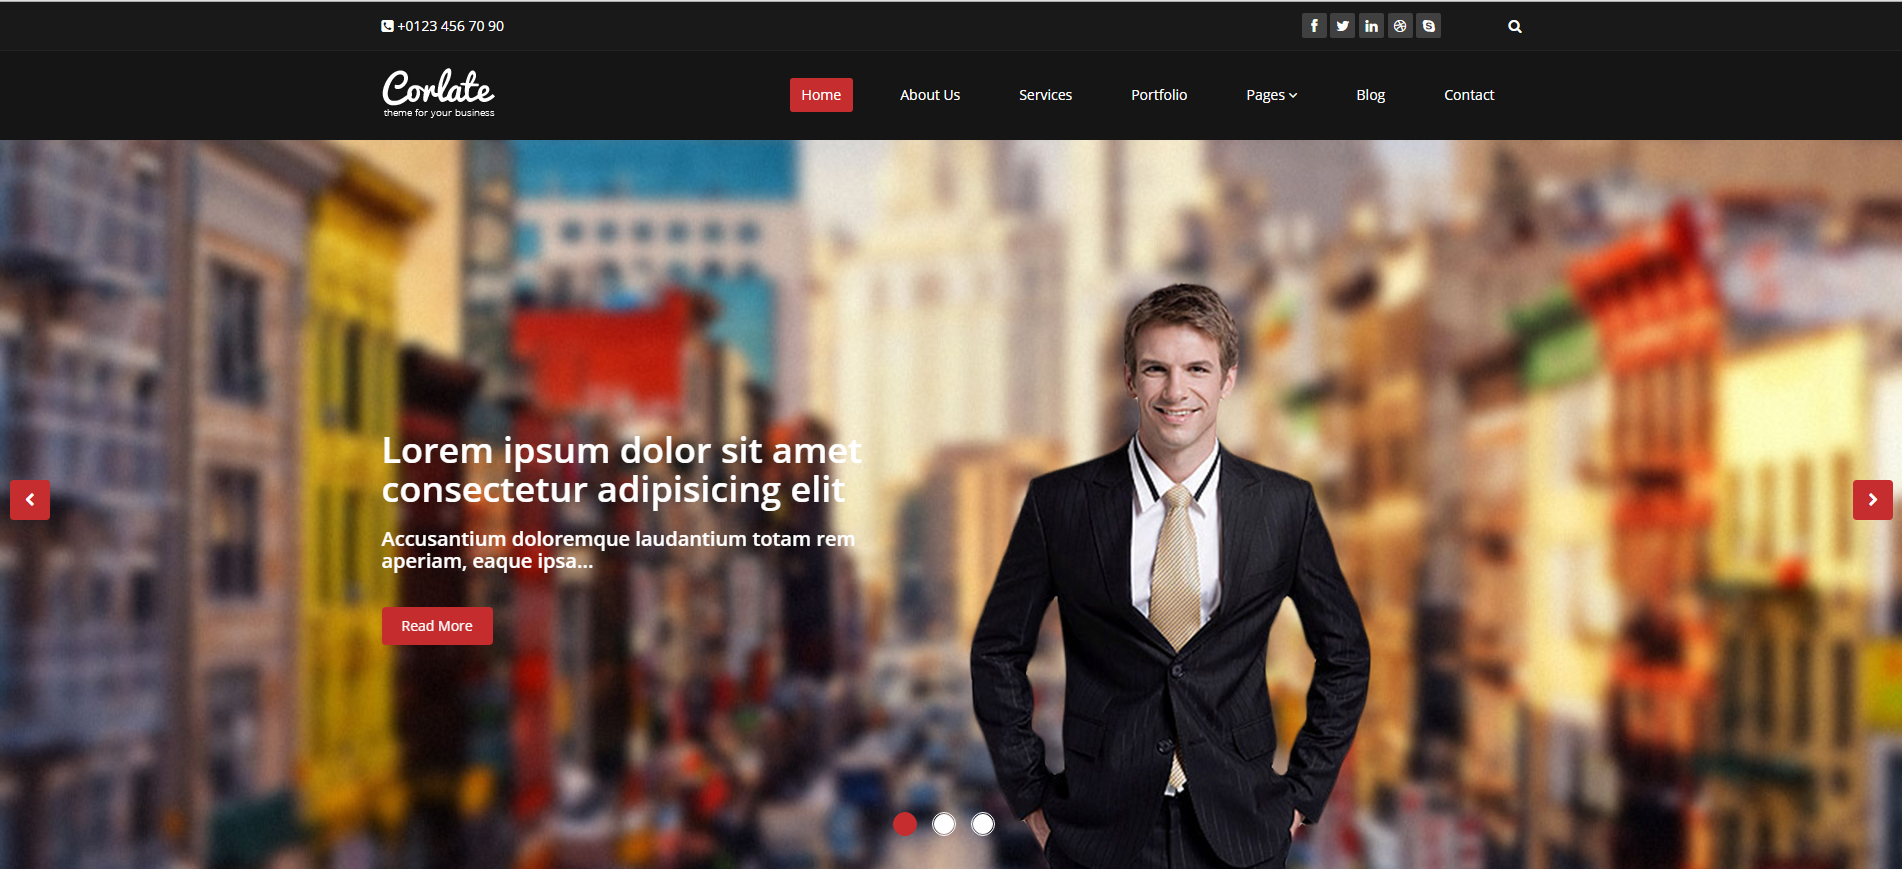 +0123 456 70 90
Corlate
theme for your business
Home About Us Services Portfolio Pages Blog Contact
Lorem ipsum dolor sit amet
consectetur adipisicing elit
Accusantium doloremque laudantium totam rem
aperiam, eaque ipsa...
Read More